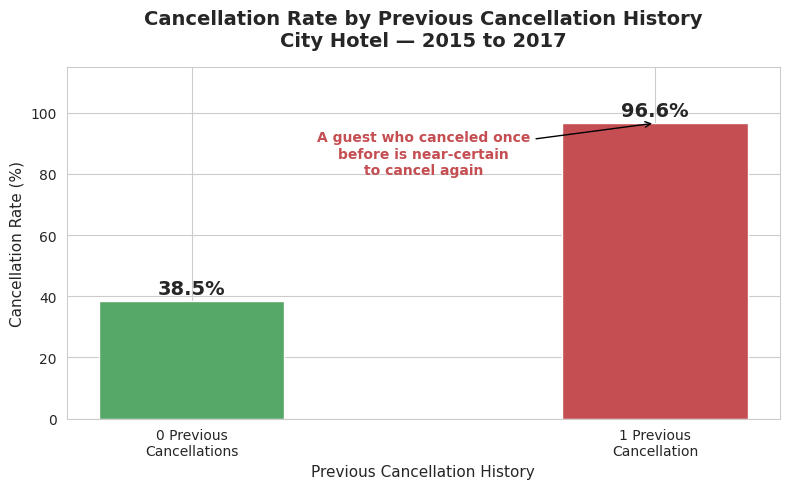 Cancellation Rate by Previous Cancellation History
City Hotel — 2015 to 2017
Cancellation Rate (%)
100
80
60
40
20
0
38.5%
96.6%
A guest who canceled once
before is near-certain
to cancel again
0 Previous
Cancellations
1 Previous
Cancellation
Previous Cancellation History